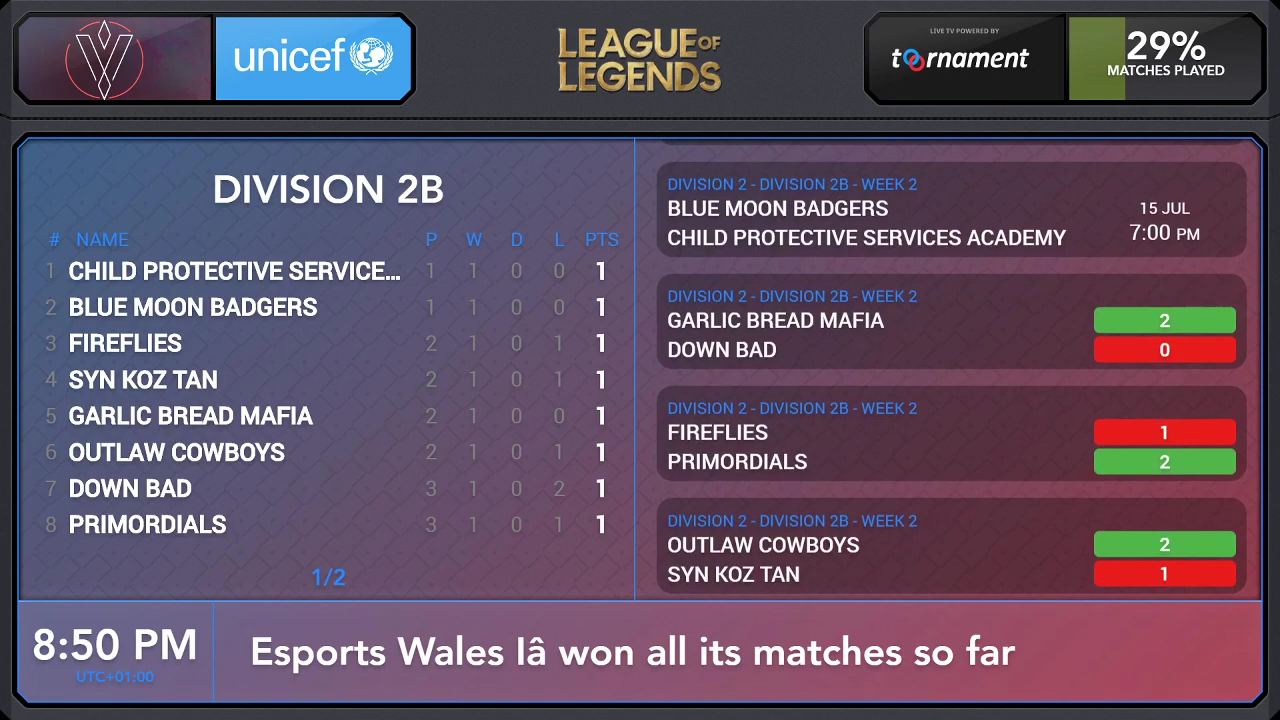 unicef
LEAGUE OF
LEGENDS
LIVE TV POWERED BY
toornament
29%
MATCHES PLAYED
DIVISION 2B
# NAME P W D L PTS
1 CHILD PROTECTIVE SERVICE... 1 1 0 0 1
2 BLUE MOON BADGERS 1 1 0 0 1
3 FIREFLIES 2 1 0 1 1
4 SYN KOZ TAN 2 1 0 1 1
5 GARLIC BREAD MAFIA 2 1 0 0 1
6 OUTLAW COWBOYS 2 1 0 1 1
7 DOWN BAD 3 1 0 2 1
8 PRIMORDIALS 3 1 0 1 1
1/2
DIVISION 2 - DIVISION 2B - WEEK 2
BLUE MOON BADGERS
CHILD PROTECTIVE SERVICES ACADEMY
15 JUL
7:00 PM
DIVISION 2 - DIVISION 2B - WEEK 2
GARLIC BREAD MAFIA 2
DOWN BAD 0
DIVISION 2 - DIVISION 2B - WEEK 2
FIREFLIES 1
PRIMORDIALS 2
DIVISION 2 - DIVISION 2B - WEEK 2
OUTLAW COWBOYS 2
SYN KOZ TAN 1
8:50 PM
UTC+01:00
Esports Wales Iâ won all its matches so far